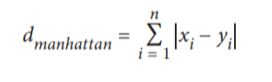 d_manhattan = n∑i = 1 |x_i − y_i|